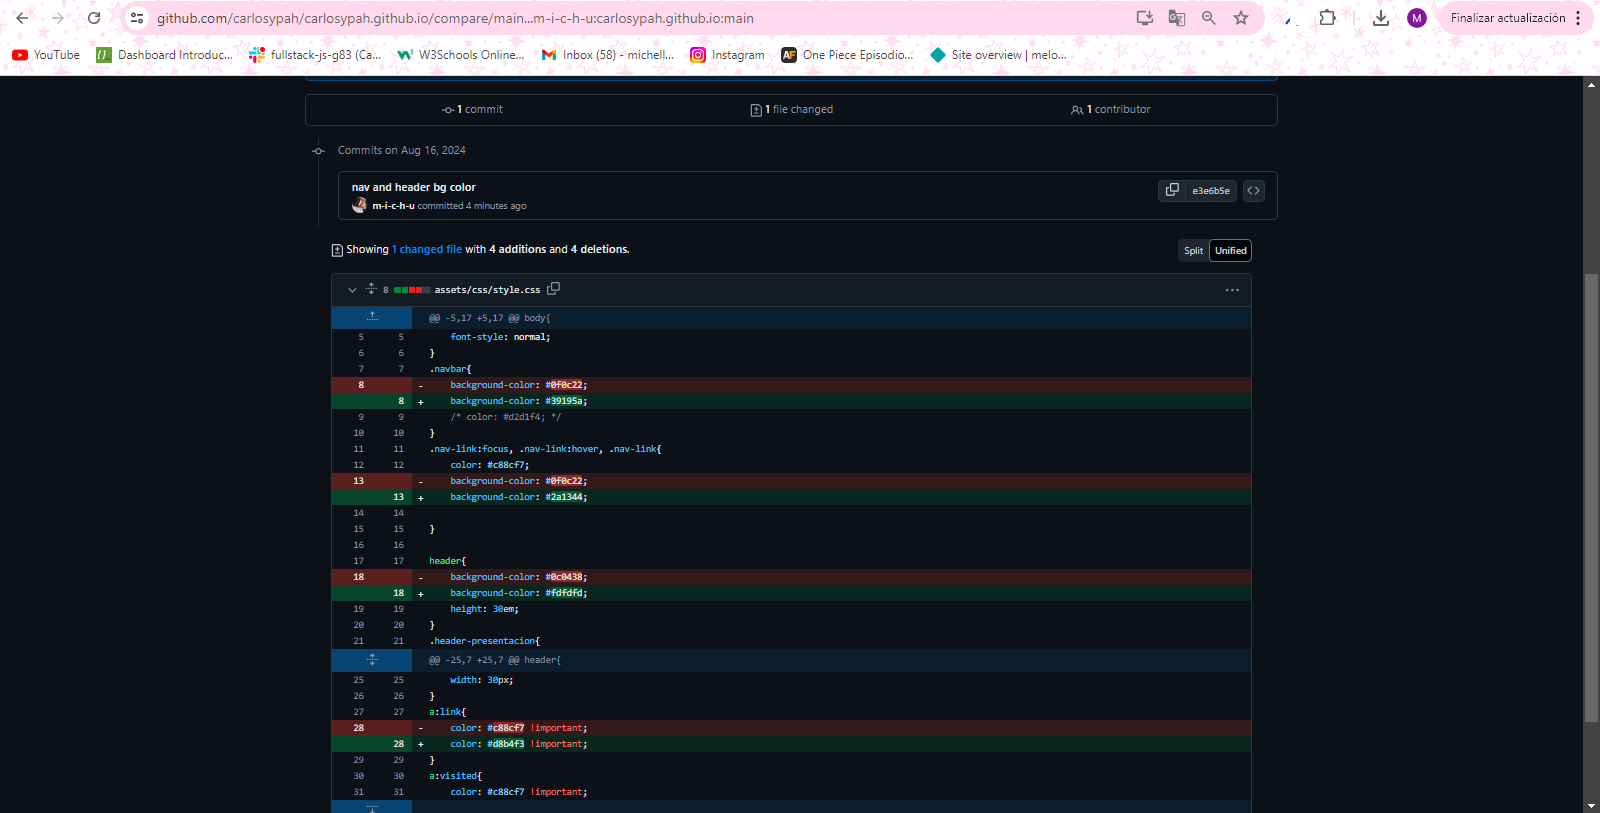 github.com/carlosypah/carlosypah.github.io/compare/main...m-i-c-h-u:carlosypah.github.io:main
M
Finalizar actualización
YouTube
Dashboard Introduc...
fullstack-js-g83 (Ca...
W3Schools Online...
Inbox (58) - michell...
Instagram
AF One Piece Episodio...
Site overview | melo...
1 commit
1 file changed
1 contributor
Commits on Aug 16, 2024
nav and header bg color
e3e6b5e
m-i-c-h-u committed 4 minutes ago
Showing 1 changed file with 4 additions and 4 deletions.
Split Unified
8 assets/css/style.css
@@ -5,17 +5,17 @@ body{
5 5 font-style: normal;
6 6 }
7 7 .navbar{
8 - background-color: #0f0c22;
8 + background-color: #39195a;
9 9 /* color: #d2d1f4; */
10 10 }
11 11 .nav-link:focus, .nav-link:hover, .nav-link{
12 12 color: #c88cf7;
13 - background-color: #0f0c22;
13 + background-color: #2a1344;
14 14
15 15 }
16 16
17 17 header{
18 - background-color: #0c0438;
18 + background-color: #fdfdfd;
19 19 height: 30em;
20 20 }
21 21 .header-presentacion{
@@ -25,7 +25,7 @@ header{
25 25 width: 30px;
26 26 }
27 27 a:link{
28 - color: #c88cf7 !important;
28 + color: #d8b4f3 !important;
29 29 }
30 30 a:visited{
31 31 color: #c88cf7 !important;